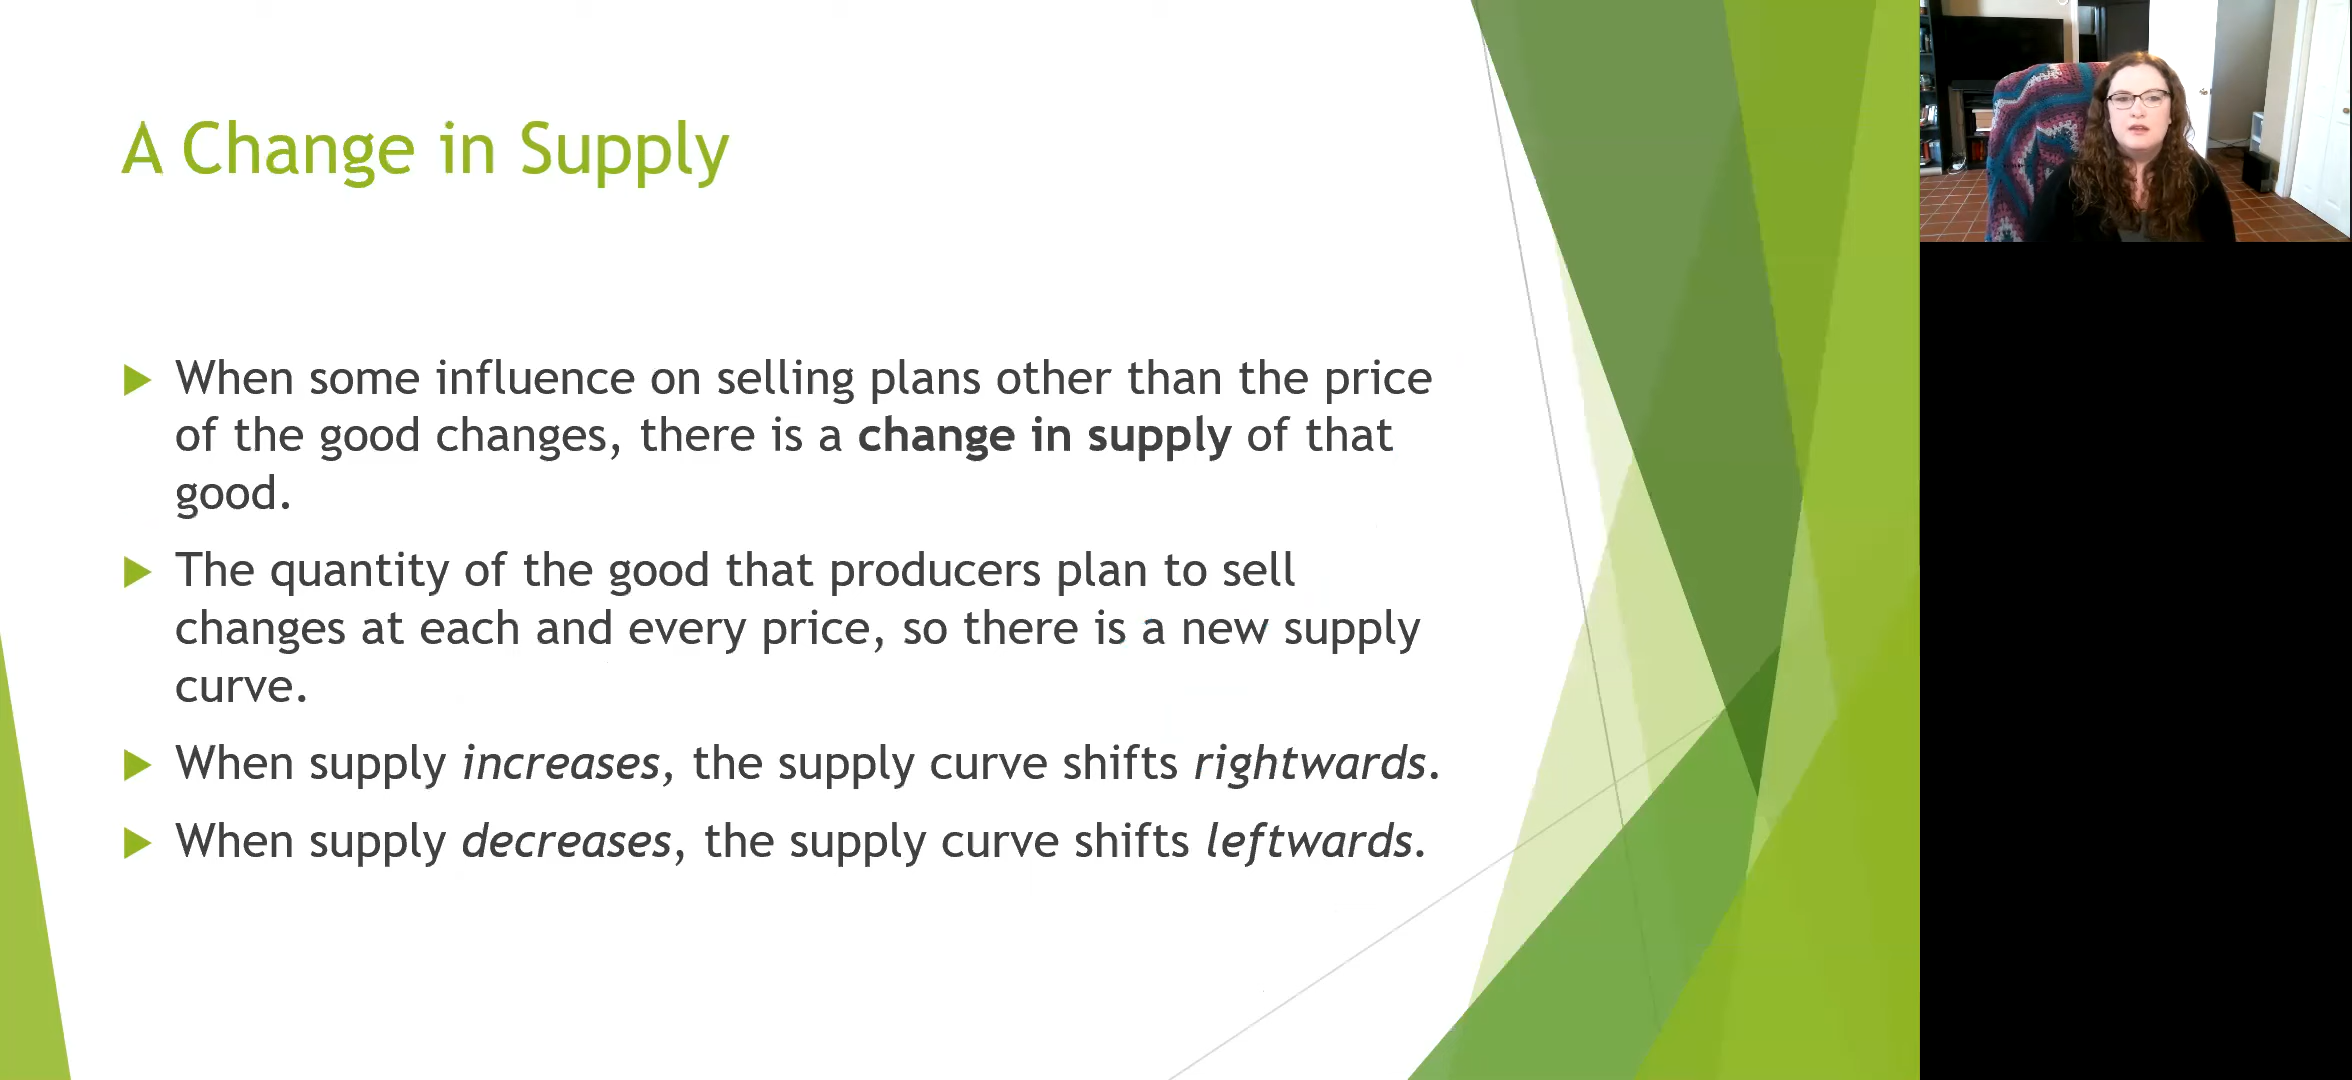 A Change in Supply
When some influence on selling plans other than the price
of the good changes, there is a change in supply of that
good.
The quantity of the good that producers plan to sell
changes at each and every price, so there is a new supply
curve.
When supply increases, the supply curve shifts rightwards.
When supply decreases, the supply curve shifts leftwards.